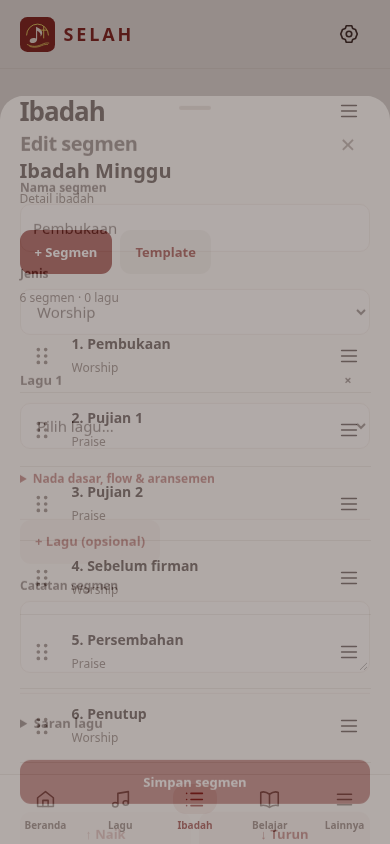 SELAH
Ibadah
Edit segmen
×
Ibadah Minggu
Nama segmen
Detail ibadah
Pembukaan
+ Segmen
Template
Jenis
6 segmen · 0 lagu
Worship
1. Pembukaan
Worship
Lagu 1
×
2. Pujian 1
Pilih lagu...
Praise
▸ Nada dasar, flow & aransemen
3. Pujian 2
Praise
+ Lagu (opsional)
4. Sebelum firman
Catatan segmen
Worship
5. Persembahan
Praise
6. Penutup
▸ Saran lagu
Worship
Simpan segmen
Beranda
Lagu
Ibadah
Belajar
Lainnya
↑ Naik
↓ Turun